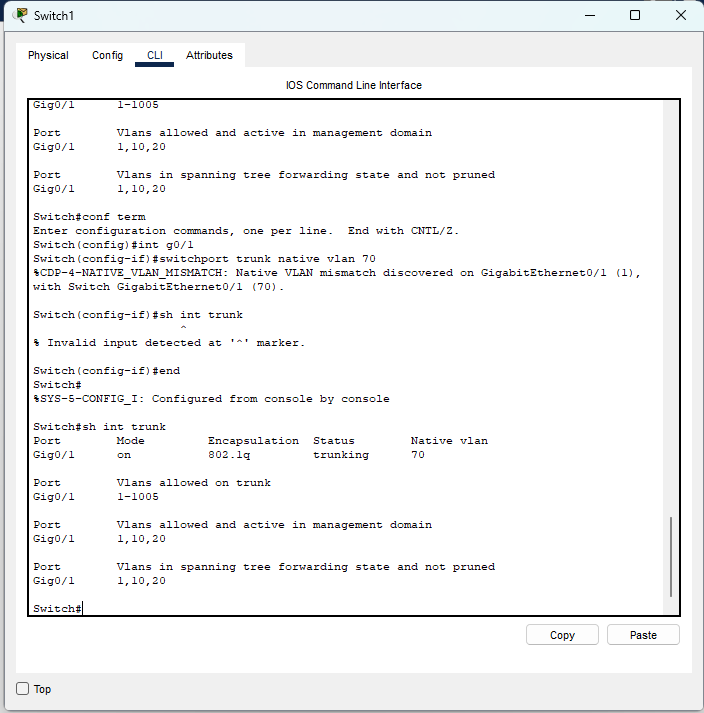 Switch1
Physical Config CLI Attributes
IOS Command Line Interface
Gig0/1 1-1005
Port Vlans allowed and active in management domain
Gig0/1 1,10,20
Port Vlans in spanning tree forwarding state and not pruned
Gig0/1 1,10,20
Switch#conf term
Enter configuration commands, one per line. End with CNTL/Z.
Switch(config)#int g0/1
Switch(config-if)#switchport trunk native vlan 70
%CDP-4-NATIVE_VLAN_MISMATCH: Native VLAN mismatch discovered on GigabitEthernet0/1 (1),
with Switch GigabitEthernet0/1 (70).
Switch(config-if)#sh int trunk
^
% Invalid input detected at '^' marker.
Switch(config-if)#end
Switch#
%SYS-5-CONFIG_I: Configured from console by console
Switch#sh int trunk
Port Mode Encapsulation Status Native vlan
Gig0/1 on 802.1q trunking 70
Port Vlans allowed on trunk
Gig0/1 1-1005
Port Vlans allowed and active in management domain
Gig0/1 1,10,20
Port Vlans in spanning tree forwarding state and not pruned
Gig0/1 1,10,20
Switch#
Copy Paste
Top